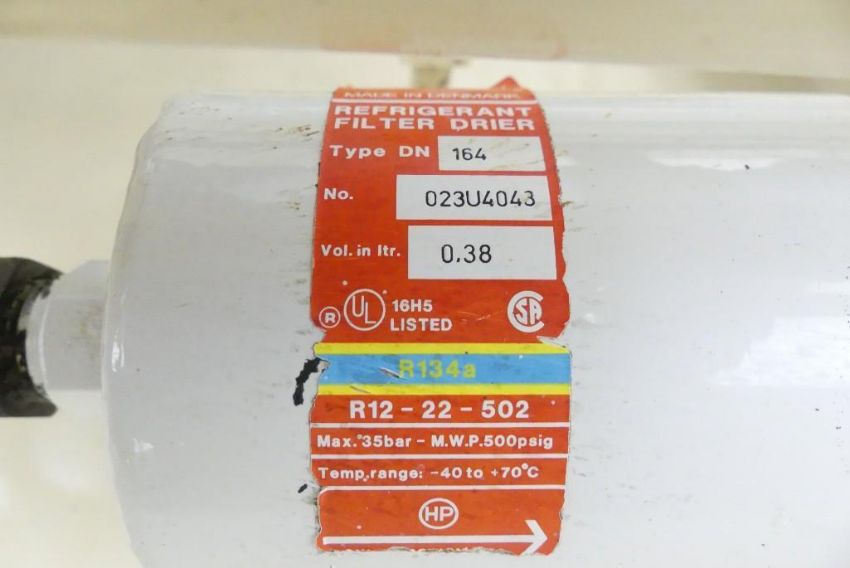 MADE IN DENMARK
REFRIGERANT
FILTER DRIER
Type DN 164
No. 023U4043
Vol. in ltr. 0.38
® UL 16H5
LISTED
SA
R134a
R12 - 22 - 502
Max. 35bar - M.W.P. 500psig
Temp. range: -40 to +70°C
HP